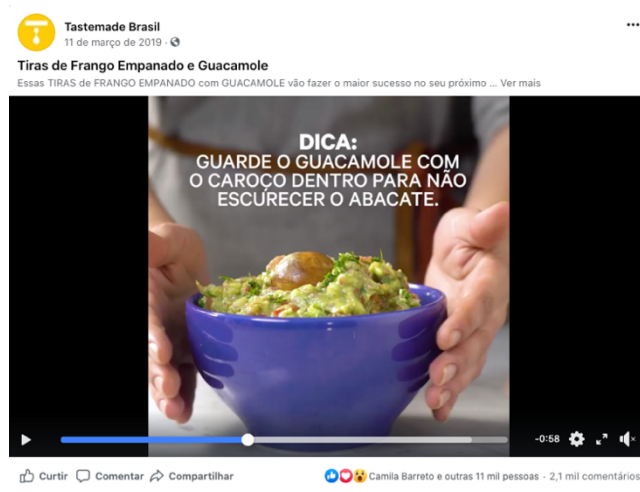 Tastemade Brasil
11 de março de 2019 ·
Tiras de Frango Empanado e Guacamole
Essas TIRAS de FRANGO EMPANADO com GUACAMOLE vão fazer o maior sucesso no seu próximo ... Ver mais
DICA:
GUARDE O GUACAMOLE COM
O CAROÇO DENTRO PARA NÃO
ESCURECER O ABACATE.
-0:58
Curtir Comentar Compartilhar Camila Barreto e outras 11 mil pessoas · 2,1 mil comentários